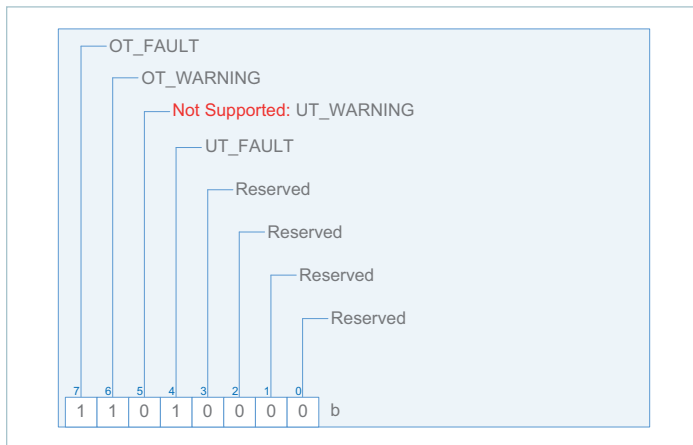 OT_FAULT
OT_WARNING
Not Supported: UT_WARNING
UT_FAULT
Reserved
Reserved
Reserved
Reserved
7 6 5 4 3 2 1 0
1 1 0 1 0 0 0 0 b